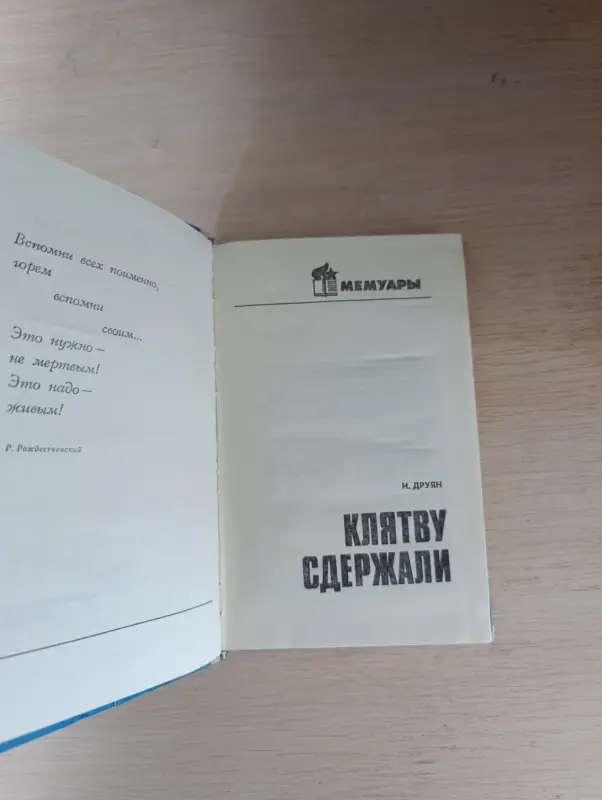 Вспомни всех поименно,
горем
вспомни
своим...
Это нужно—
не мертвым!
Это надо—
живым!
Р. Рождественский
МЕМУАРЫ
И. ДРУЯН
КЛЯТВУ
СДЕРЖАЛИ